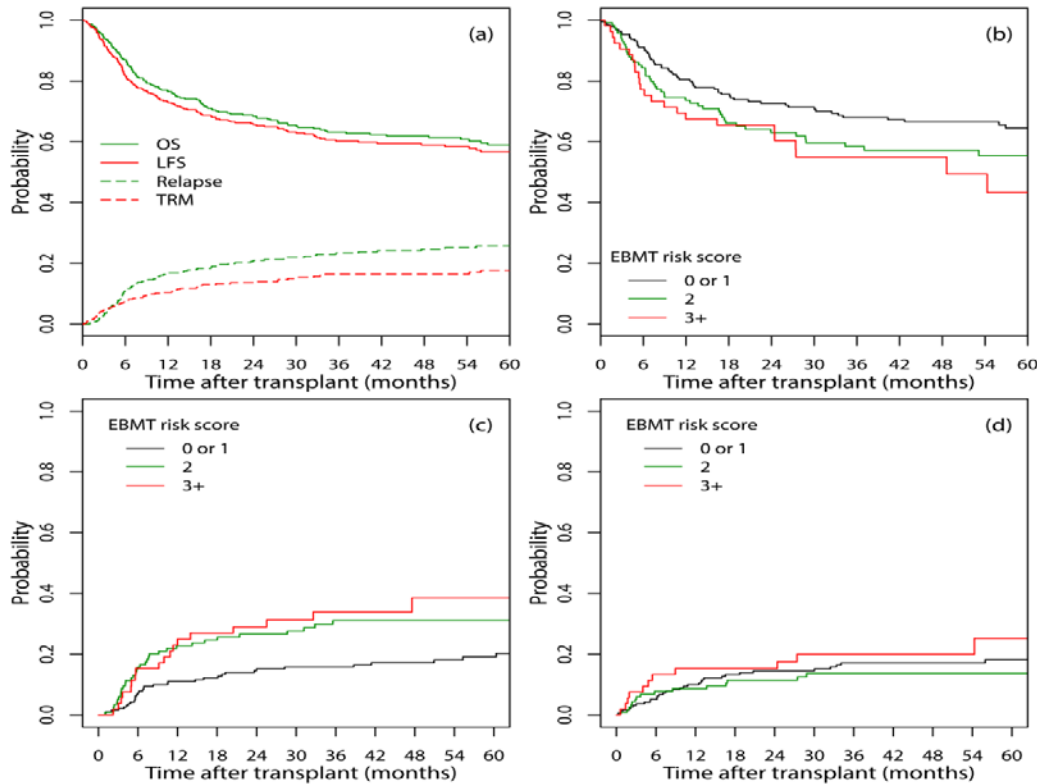 (a)
Probability
1.0
0.8
0.6
0.4
0.2
0.0
OS
LFS
Relapse
TRM
0 6 12 18 24 30 36 42 48 54 60
Time after transplant (months)
(b)
Probability
1.0
0.8
0.6
0.4
0.2
0.0
EBMT risk score
0 or 1
2
3+
0 6 12 18 24 30 36 42 48 54 60
Time after transplant (months)
(c)
Probability
1.0
0.8
0.6
0.4
0.2
0.0
EBMT risk score
0 or 1
2
3+
0 6 12 18 24 30 36 42 48 54 60
Time after transplant (months)
(d)
Probability
1.0
0.8
0.6
0.4
0.2
0.0
EBMT risk score
0 or 1
2
3+
0 6 12 18 24 30 36 42 48 54 60
Time after transplant (months)